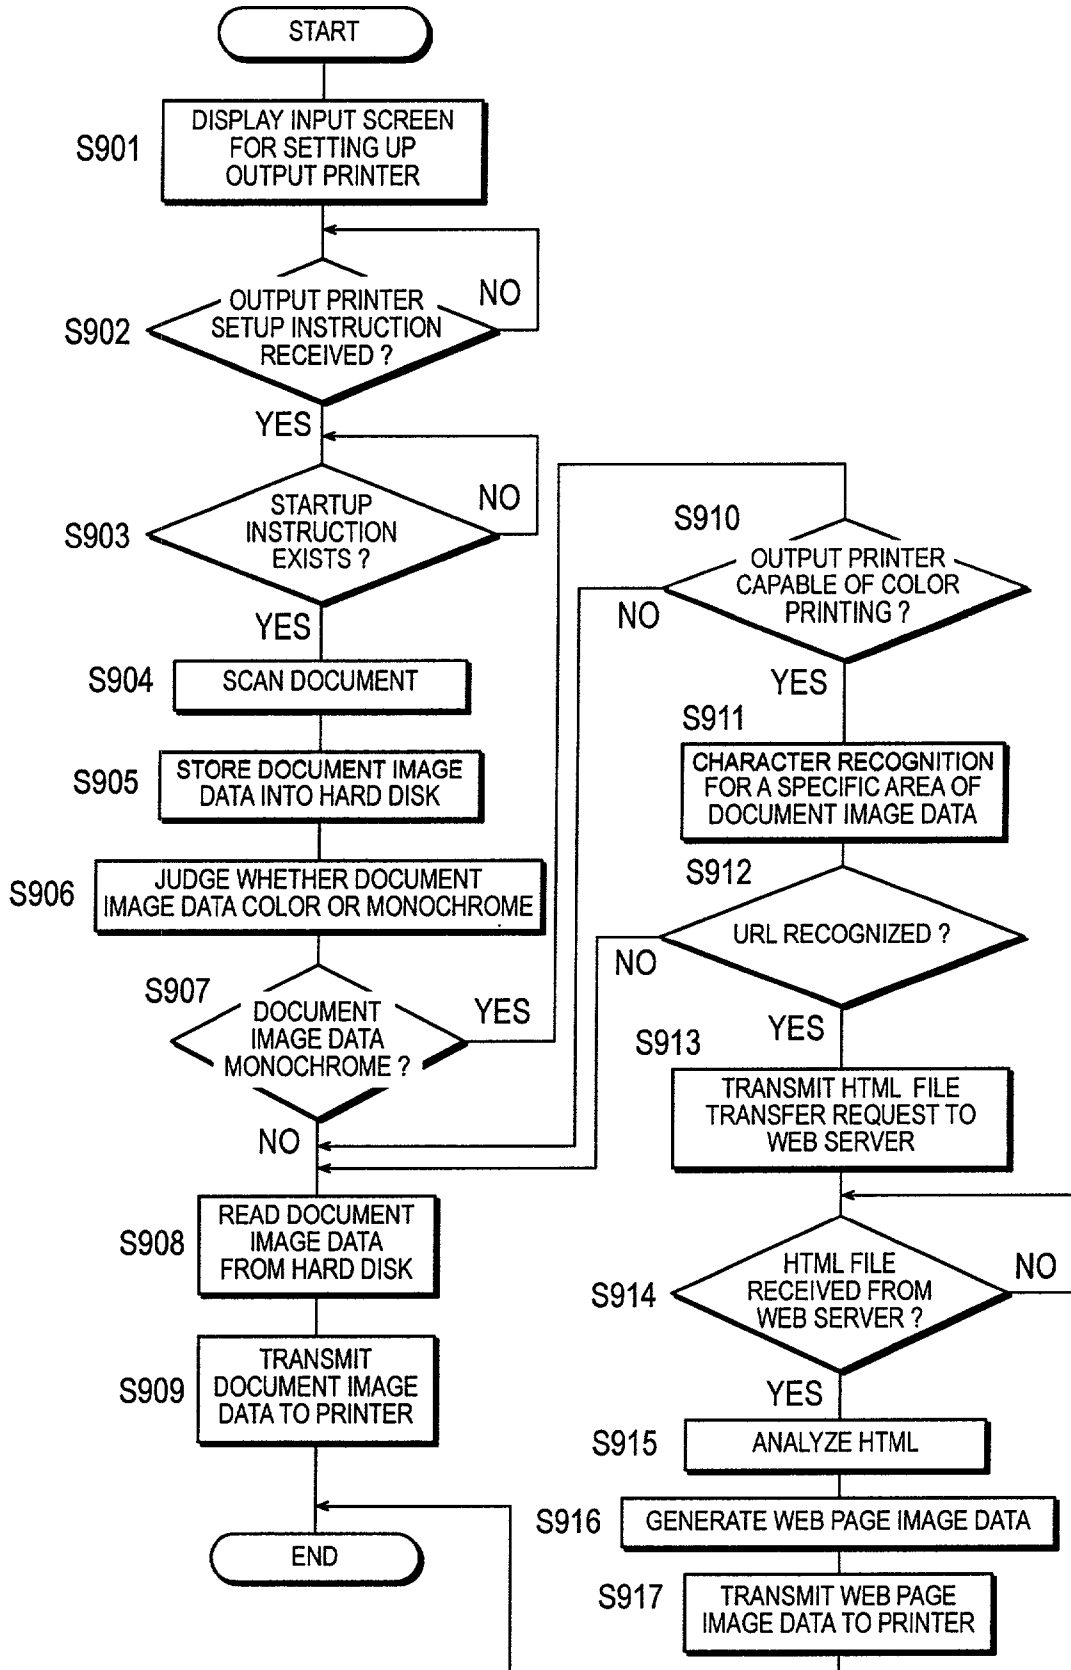 START
S901
DISPLAY INPUT SCREEN
FOR SETTING UP
OUTPUT PRINTER
S902
OUTPUT PRINTER
SETUP INSTRUCTION
RECEIVED ?
NO
YES
S903
STARTUP
INSTRUCTION
EXISTS ?
NO
YES
S904
SCAN DOCUMENT
S905
STORE DOCUMENT IMAGE
DATA INTO HARD DISK
S906
JUDGE WHETHER DOCUMENT
IMAGE DATA COLOR OR MONOCHROME
S907
DOCUMENT
IMAGE DATA
MONOCHROME ?
YES
NO
S908
READ DOCUMENT
IMAGE DATA
FROM HARD DISK
S909
TRANSMIT
DOCUMENT IMAGE
DATA TO PRINTER
END
S910
OUTPUT PRINTER
CAPABLE OF COLOR
PRINTING ?
NO
YES
S911
CHARACTER RECOGNITION
FOR A SPECIFIC AREA OF
DOCUMENT IMAGE DATA
S912
URL RECOGNIZED ?
NO
YES
S913
TRANSMIT HTML FILE
TRANSFER REQUEST TO
WEB SERVER
S914
HTML FILE
RECEIVED FROM
WEB SERVER ?
NO
YES
S915
ANALYZE HTML
S916
GENERATE WEB PAGE IMAGE DATA
S917
TRANSMIT WEB PAGE
IMAGE DATA TO PRINTER